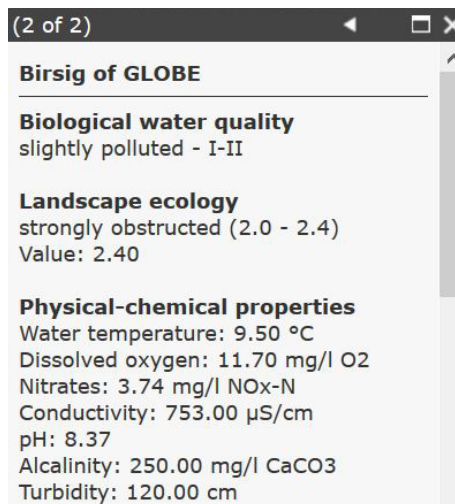 (2 of 2)
Birsig of GLOBE
Biological water quality
slightly polluted - I-II
Landscape ecology
strongly obstructed (2.0 - 2.4)
Value: 2.40
Physical-chemical properties
Water temperature: 9.50 °C
Dissolved oxygen: 11.70 mg/l O2
Nitrates: 3.74 mg/l NOx-N
Conductivity: 753.00 µS/cm
pH: 8.37
Alcalinity: 250.00 mg/l CaCO3
Turbidity: 120.00 cm